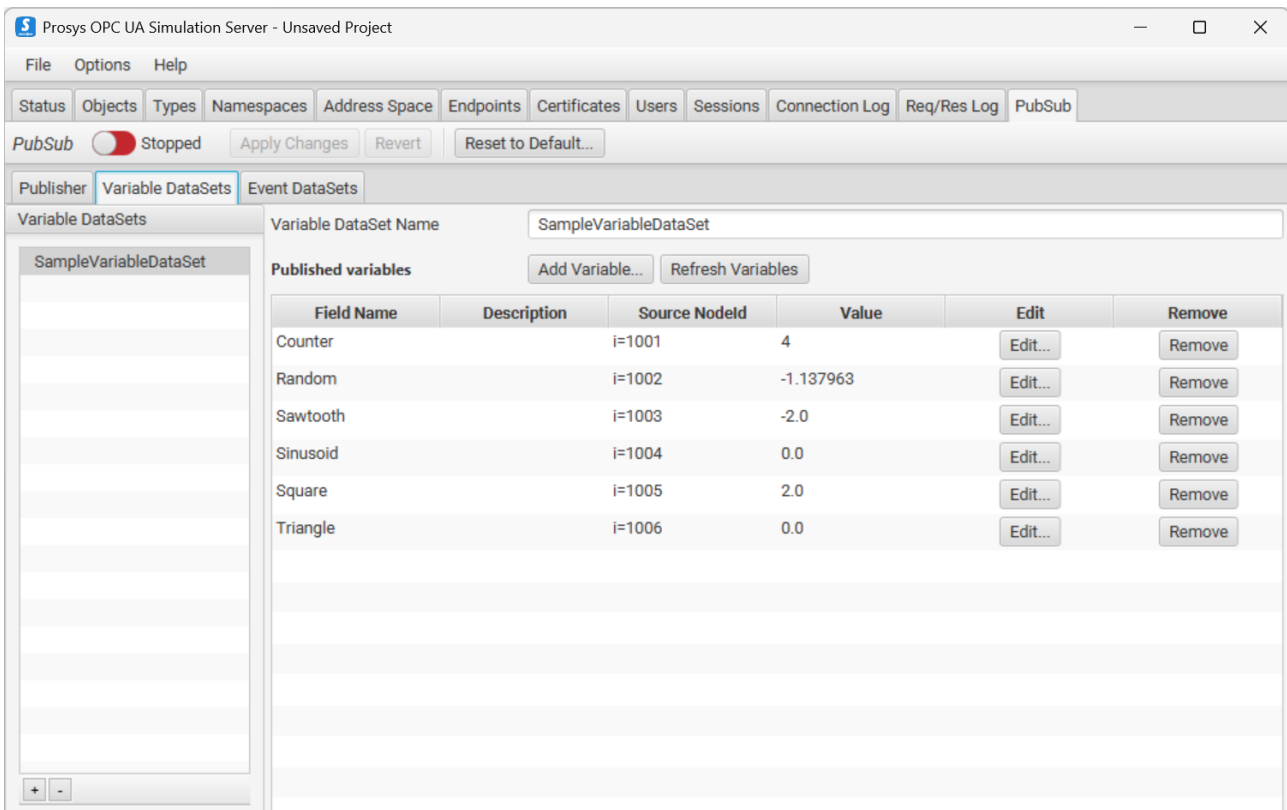 Prosys OPC UA Simulation Server - Unsaved Project
File Options Help
Status Objects Types Namespaces Address Space Endpoints Certificates Users Sessions Connection Log Req/Res Log PubSub
PubSub Stopped Apply Changes Revert Reset to Default...
Publisher Variable DataSets Event DataSets
Variable DataSets
SampleVariableDataSet
+ -
Variable DataSet Name SampleVariableDataSet
Published variables Add Variable... Refresh Variables
Field Name Description Source NodeId Value Edit Remove
Counter i=1001 4 Edit... Remove
Random i=1002 -1.137963 Edit... Remove
Sawtooth i=1003 -2.0 Edit... Remove
Sinusoid i=1004 0.0 Edit... Remove
Square i=1005 2.0 Edit... Remove
Triangle i=1006 0.0 Edit... Remove